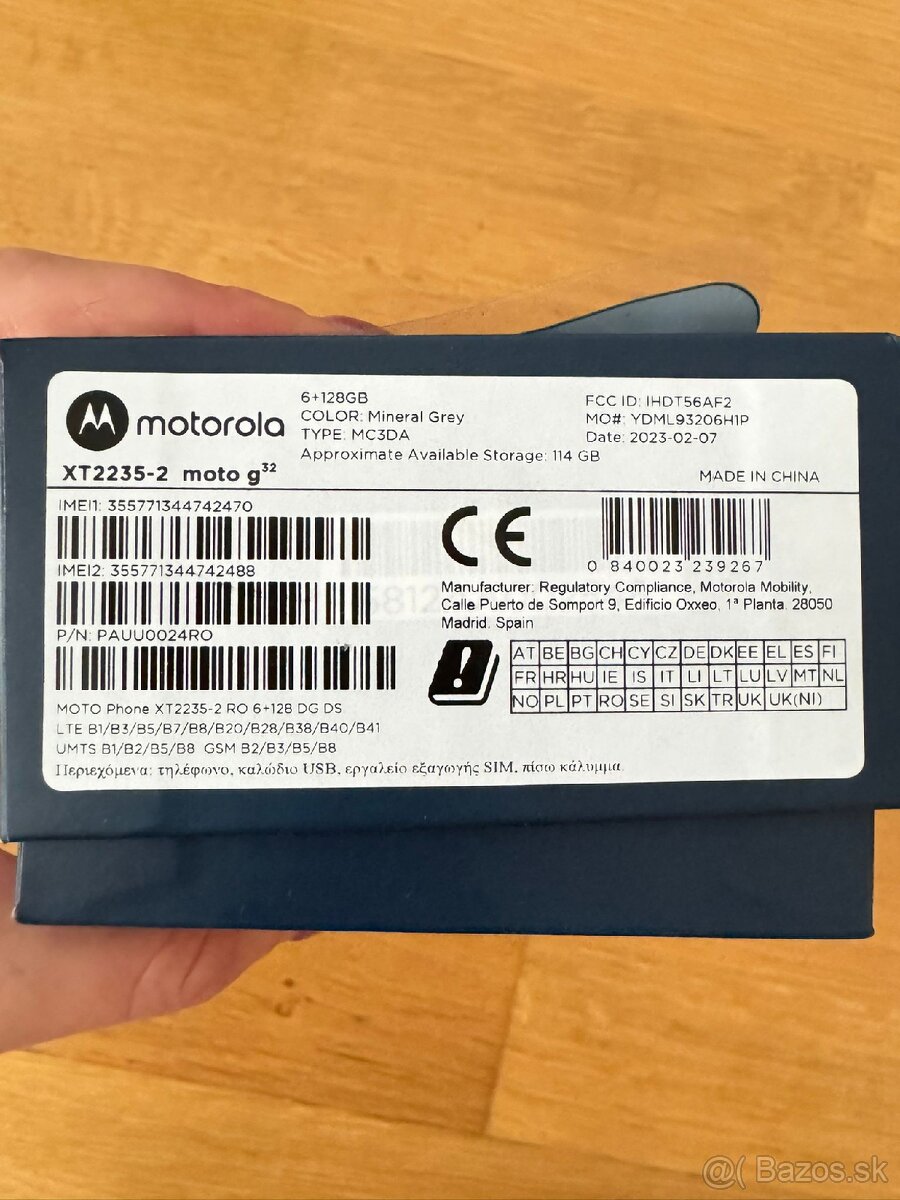 motorola
6+128GB
COLOR: Mineral Grey
TYPE: MC3DA
Approximate Available Storage: 114 GB
FCC ID: IHDT56AF2
MO#: YDML93206H1P
Date: 2023-02-07
XT2235-2 moto g32
MADE IN CHINA
IMEI1: 355771344742470
IMEI2: 355771344742488
P/N: PAUU0024RO
MOTO Phone XT2235-2 RO 6+128 DG DS
LTE B1/B3/B5/B7/B8/B20/B28/B38/B40/B41
UMTS B1/B2/B5/B8 GSM B2/B3/B5/B8
Περιεχόμενα: τηλέφωνο, καλώδιο USB, εργαλείο εξαγωγής SIM, πίσω κάλυμμα
CE
0 840023 239267
Manufacturer: Regulatory Compliance, Motorola Mobility,
Calle Puerto de Somport 9, Edificio Oxxeo, 1ª Planta. 28050
Madrid. Spain
AT BE BG CH CY CZ DE DK EE EL ES FI
FR HR HU IE IS IT LI LT LU LV MT NL
NO PL PT RO SE SI SK TR UK UK(NI)
@( Bazos.sk